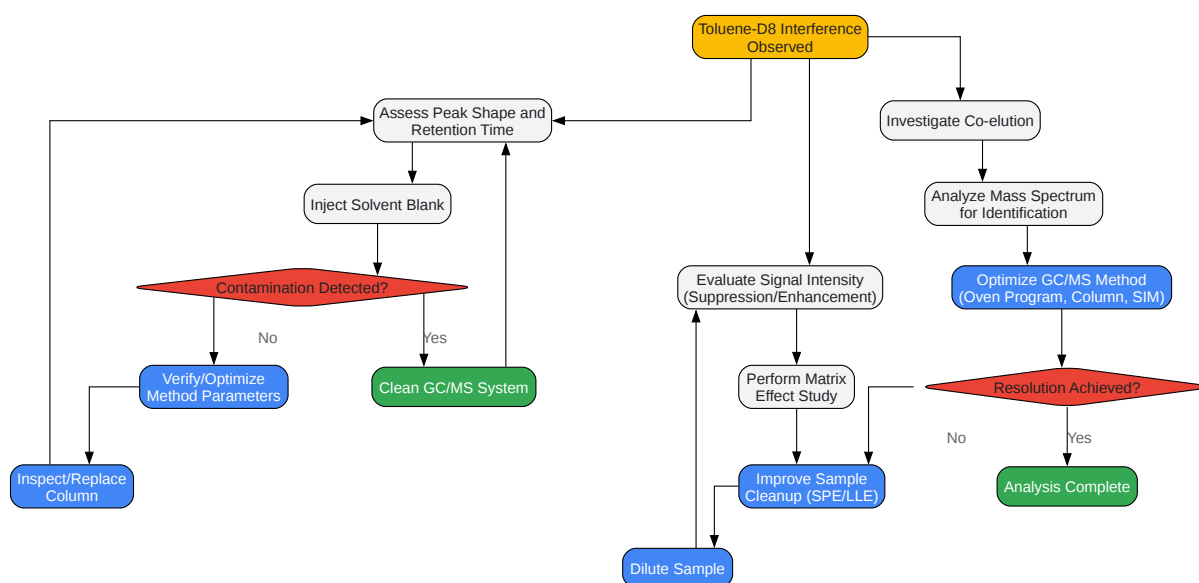 Toluene-D8 Interference
Observed
Assess Peak Shape and
Retention Time
Investigate Co-elution
Inject Solvent Blank
Analyze Mass Spectrum
for Identification
Contamination Detected?
Evaluate Signal Intensity
(Suppression/Enhancement)
Optimize GC/MS Method
(Oven Program, Column, SIM)
No
Yes
Verify/Optimize
Method Parameters
Clean GC/MS System
Perform Matrix
Effect Study
Resolution Achieved?
No
Yes
Inspect/Replace
Column
Improve Sample
Cleanup (SPE/LLE)
Analysis Complete
Dilute Sample